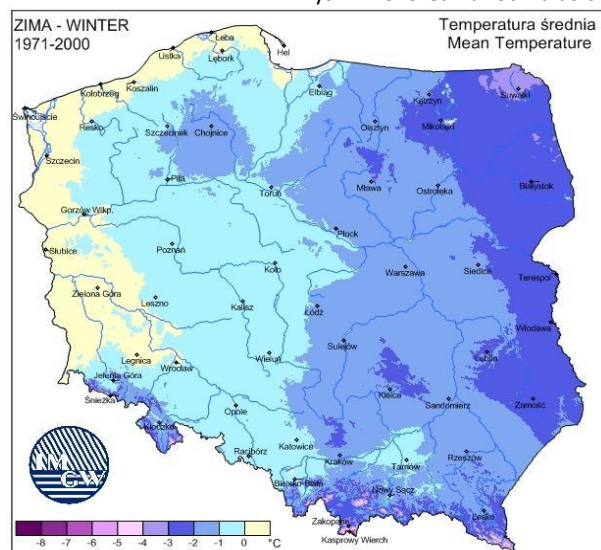 ZIMA - WINTER
1971-2000
Temperatura średnia
Mean Temperature
Łeba
Hel
Ustka
Lębork
Koszalin
Kołobrzeg
Elbląg
Kętrzyn
Suwałki
Świnoujście
Resko
Szczecinek
Chojnice
Olsztyn
Mikołajki
Szczecin
Piła
Toruń
Mława
Ostrołęka
Białystok
Gorzów Wlkp.
Płock
Słubice
Poznań
Koło
Warszawa
Siedlce
Terespol
Zielona Góra
Leszno
Kalisz
Łódź
Włodawa
Legnica
Wrocław
Wieluń
Sulejów
Lublin
Jelenia Góra
Śnieżka
Kielce
Sandomierz
Zamość
Kłodzko
Opole
Racibórz
Katowice
Kraków
Tarnów
Rzeszów
Bielsko-Biała
Nowy Sącz
Lesko
Zakopane
Kasprowy Wierch
IM
GW
-8 -7 -6 -5 -4 -3 -2 -1 0 °C